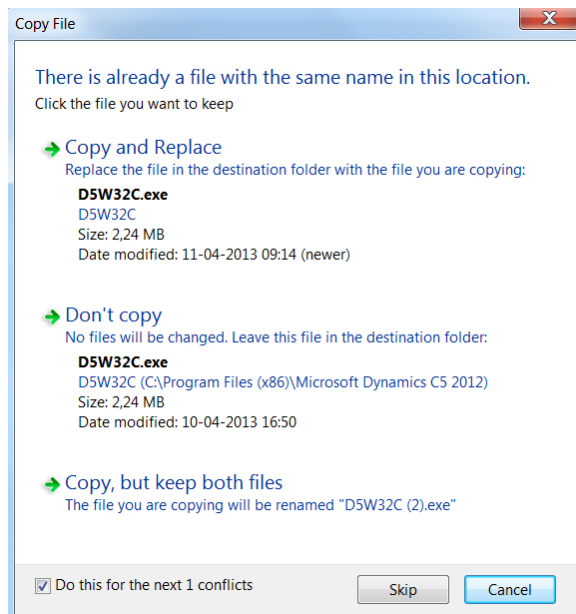 Copy File
There is already a file with the same name in this location.
Click the file you want to keep
Copy and Replace
Replace the file in the destination folder with the file you are copying:
D5W32C.exe
D5W32C
Size: 2,24 MB
Date modified: 11-04-2013 09:14 (newer)
Don't copy
No files will be changed. Leave this file in the destination folder:
D5W32C.exe
D5W32C (C:\Program Files (x86)\Microsoft Dynamics C5 2012)
Size: 2,24 MB
Date modified: 10-04-2013 16:50
Copy, but keep both files
The file you are copying will be renamed "D5W32C (2).exe"
Do this for the next 1 conflicts
Skip
Cancel